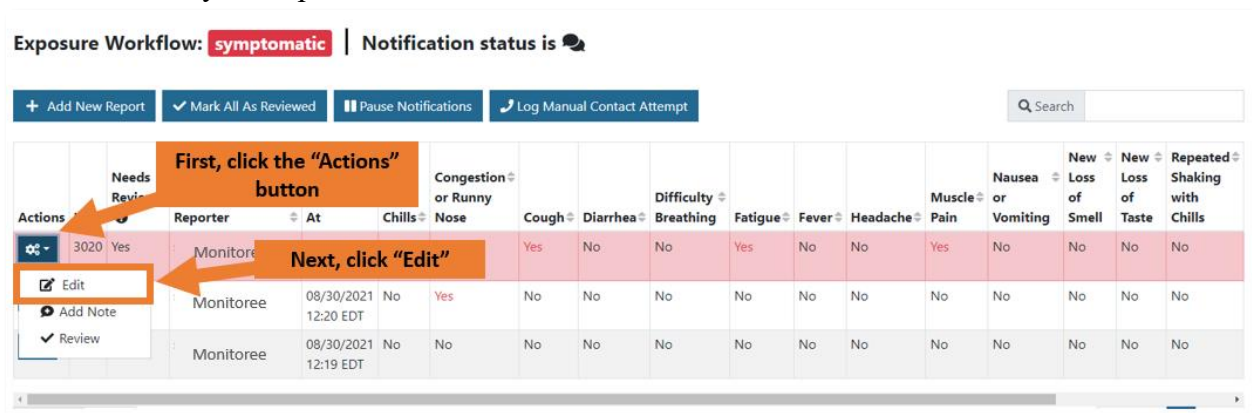 Exposure Workflow: symptomatic | Notification status is
+ Add New Report
Mark All As Reviewed
Pause Notifications
Log Manual Contact Attempt
Search
First, click the “Actions”
button
Actions
Needs
Reporter
At
Chills
Congestion
or Runny
Nose
Cough
Diarrhea
Difficulty
Breathing
Fatigue
Fever
Headache
Muscle
Pain
Nausea
or
Vomiting
New
Loss
of
Smell
New
Loss
of
Taste
Repeated
Shaking
with
Chills
3020 Yes Yes No No Yes No No Yes No No No No
Next, click “Edit”
Edit
Add Note
Review
Monitoree 08/30/2021 No Yes No No No No No No No No No No No
12:20 EDT
Monitoree 08/30/2021 No No No No No No No No No No No No No
12:19 EDT